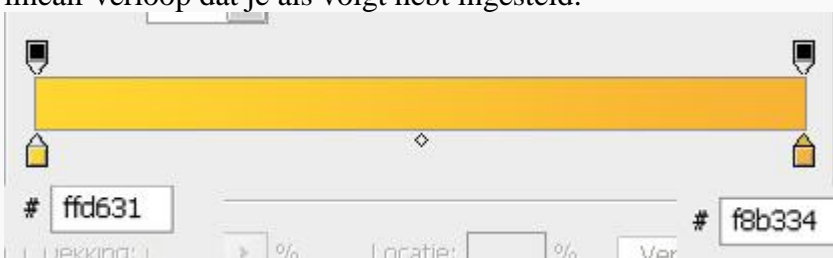 lineair verloop dat je als volgt hebt ingesteld:
# ffd631
# f8b334
% Locatie: %